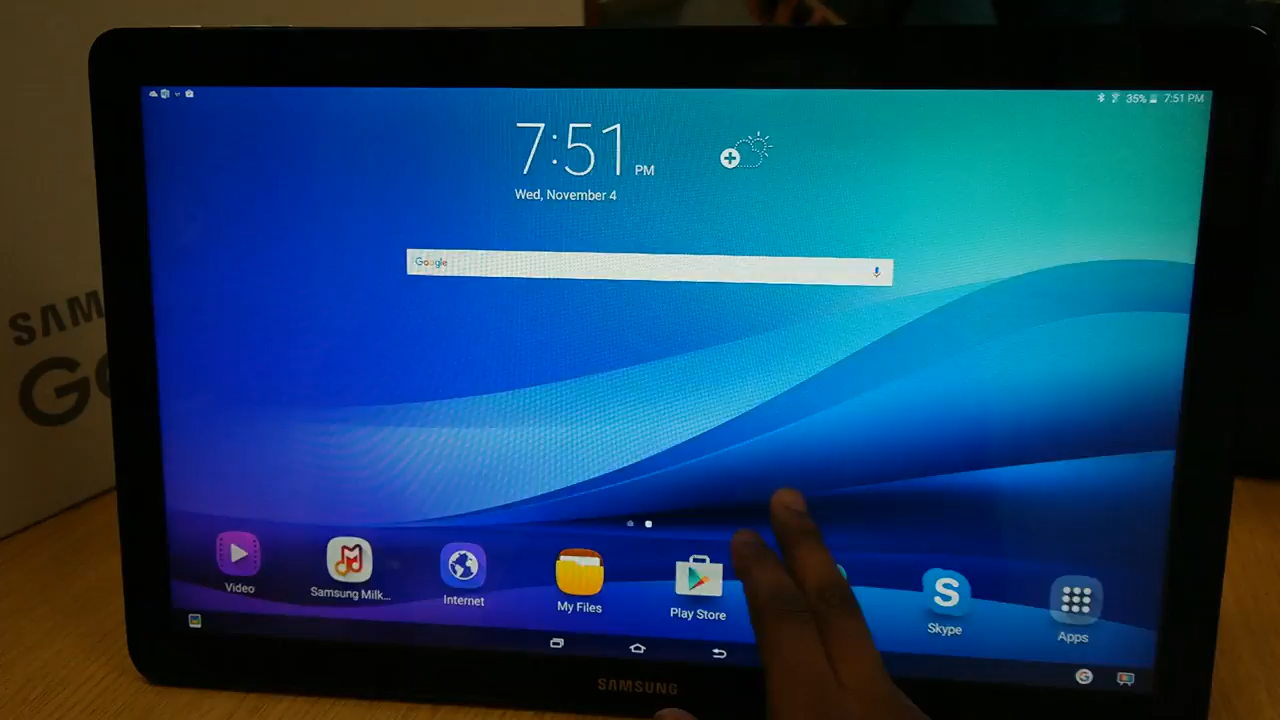 35% 7:51 PM
7:51 PM
Wed, November 4
Google
SAM
Video
Samsung Milk...
Internet
My Files
Play Store
Skype
Apps
SAMSUNG